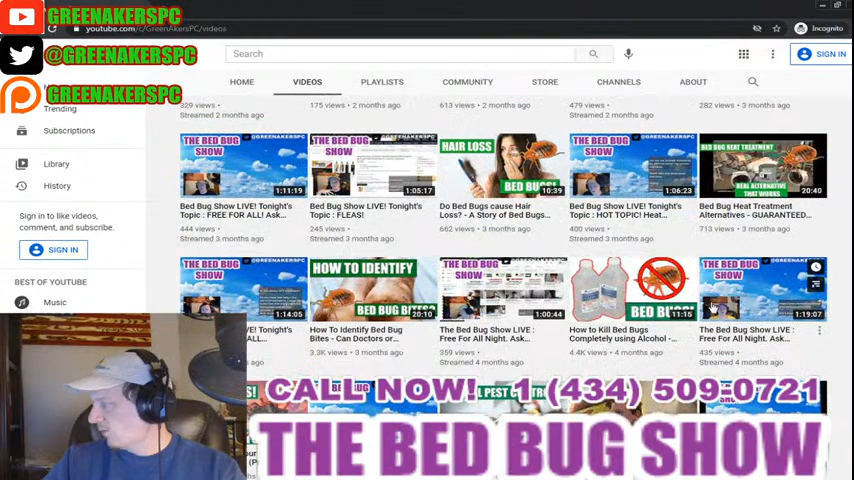 GREENAKERSPC
youtube.com/c/GreenAkersPC/videos
Incognito
@GREENAKERSPC
Search
SIGN IN
HOME VIDEOS PLAYLISTS COMMUNITY STORE CHANNELS ABOUT
GREENAKERSPC
Trending
Subscriptions
Library
History
Sign in to like videos,
comment, and subscribe.
SIGN IN
BEST OF YOUTUBE
Music
329 views
Streamed 2 months ago
175 views • 2 months ago
613 views • 2 months ago
479 views
Streamed 2 months ago
282 views • 3 months ago
THE BED BUG
SHOW
1:11:19
Bed Bug Show LIVE! Tonight's
Topic : FREE FOR ALL! Ask...
444 views
Streamed 3 months ago
THE BED BUG
SHOW
1:05:17
Bed Bug Show LIVE! Tonight's
Topic : FLEAS!
245 views
Streamed 3 months ago
HAIR LOSS?
BED BUGS!
10:39
Do Bed Bugs cause Hair
Loss? - A Story of Bed Bugs...
662 views • 3 months ago
THE BED BUG
SHOW
1:06:23
Bed Bug Show LIVE! Tonight's
Topic : HOT TOPIC! Heat...
400 views
Streamed 3 months ago
BED BUG HEAT TREATMENT
REAL ALTERNATIVE
THAT WORKS
20:40
Bed Bug Heat Treatment
Alternatives - GUARANTEED...
713 views • 3 months ago
THE BED BUG
SHOW
1:14:05
VE! Tonight's
ALL...
HOW TO IDENTIFY
BED BUG BITES?
20:10
How To Identify Bed Bug
Bites - Can Doctors or...
3.3K views • 3 months ago
THE BED BUG
SHOW
1:00:44
The Bed Bug Show LIVE :
Free For All Night. Ask...
359 views
Streamed 4 months ago
BED BUGS!
11:15
How to Kill Bed Bugs
Completely using Alcohol -...
4.4K views • 4 months ago
THE BED BUG
SHOW
1:19:07
The Bed Bug Show LIVE :
Free For All Night. Ask...
435 views
Streamed 4 months ago
CALL NOW! +1 (434) 509-0721
THE BED BUG SHOW